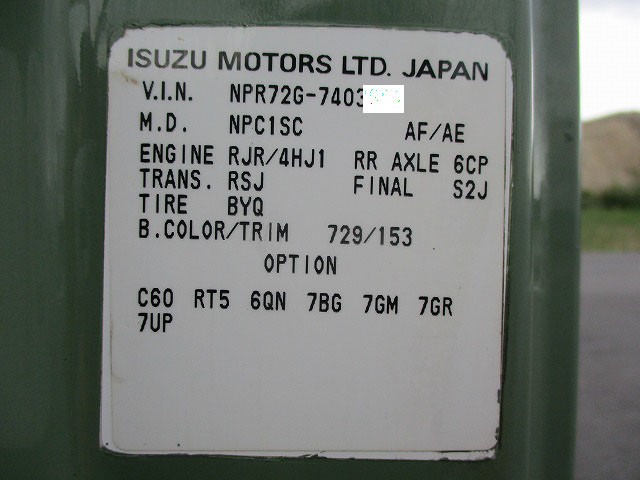 ISUZU MOTORS LTD. JAPAN
V.I.N. NPR72G-7403
M.D. NPC1SC AF/AE
ENGINE RJR/4HJ1 RR AXLE 6CP
TRANS. RSJ FINAL S2J
TIRE BYQ
B.COLOR/TRIM 729/153
OPTION
C60 RT5 6QN 7BG 7GM 7GR
7UP